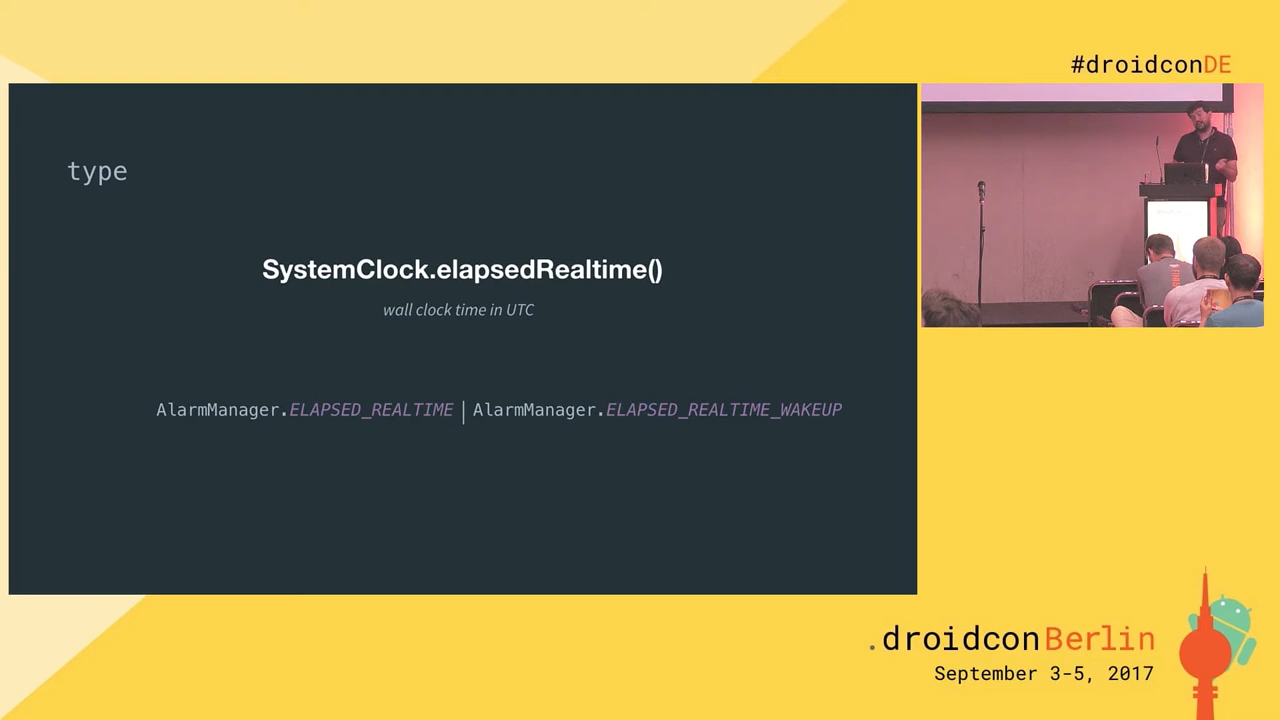 #droidconDE
type
SystemClock.elapsedRealtime()
wall clock time in UTC
AlarmManager.ELAPSED_REALTIME | AlarmManager.ELAPSED_REALTIME_WAKEUP
.droidconBerlin
September 3-5, 2017